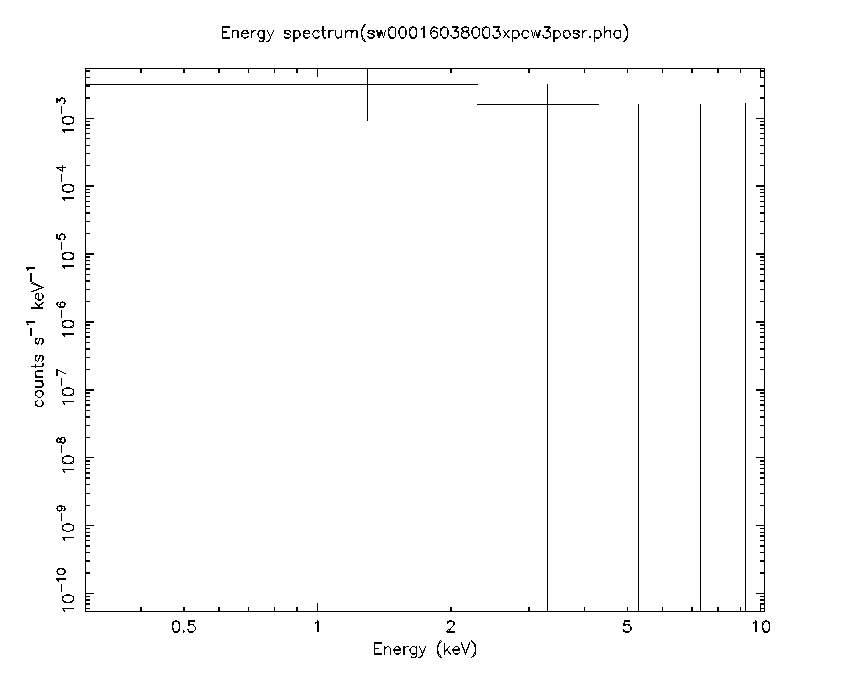 Energy spectrum(sw00016038003xpcw3posr.pha)
counts s⁻¹ keV⁻¹
10⁻³
10⁻⁴
10⁻⁵
10⁻⁶
10⁻⁷
10⁻⁸
10⁻⁹
10⁻¹⁰
0.5 1 2 5 10
Energy (keV)